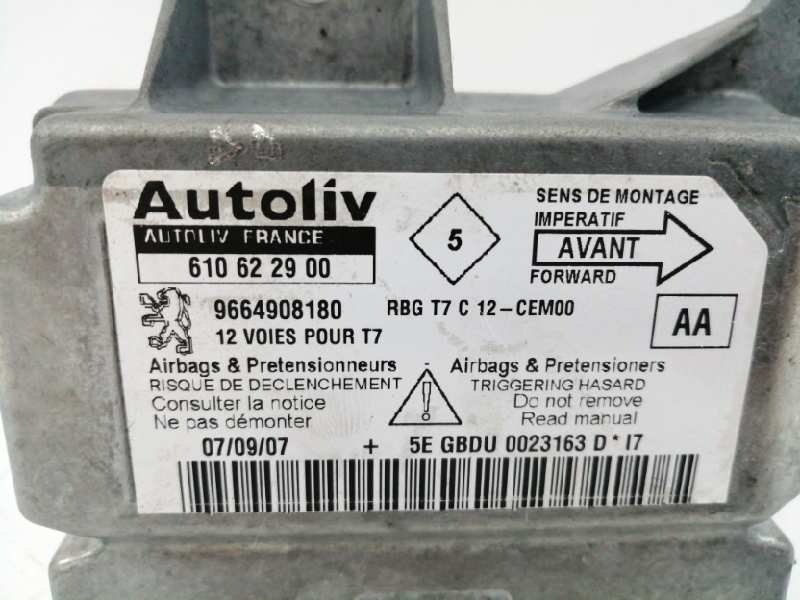 Autoliv
AUTOLIV FRANCE
610 62 29 00
5
SENS DE MONTAGE
IMPERATIF
AVANT
FORWARD
9664908180 RBG T7 C 12-CEM00
12 VOIES POUR T7
AA
Airbags & Pretensionneurs - Airbags & Pretensioners
RISQUE DE DECLENCHEMENT TRIGGERING HASARD
Consulter la notice Do not remove
Ne pas démonter Read manual
!
07/09/07 + 5E GBDU 0023163 D * I7